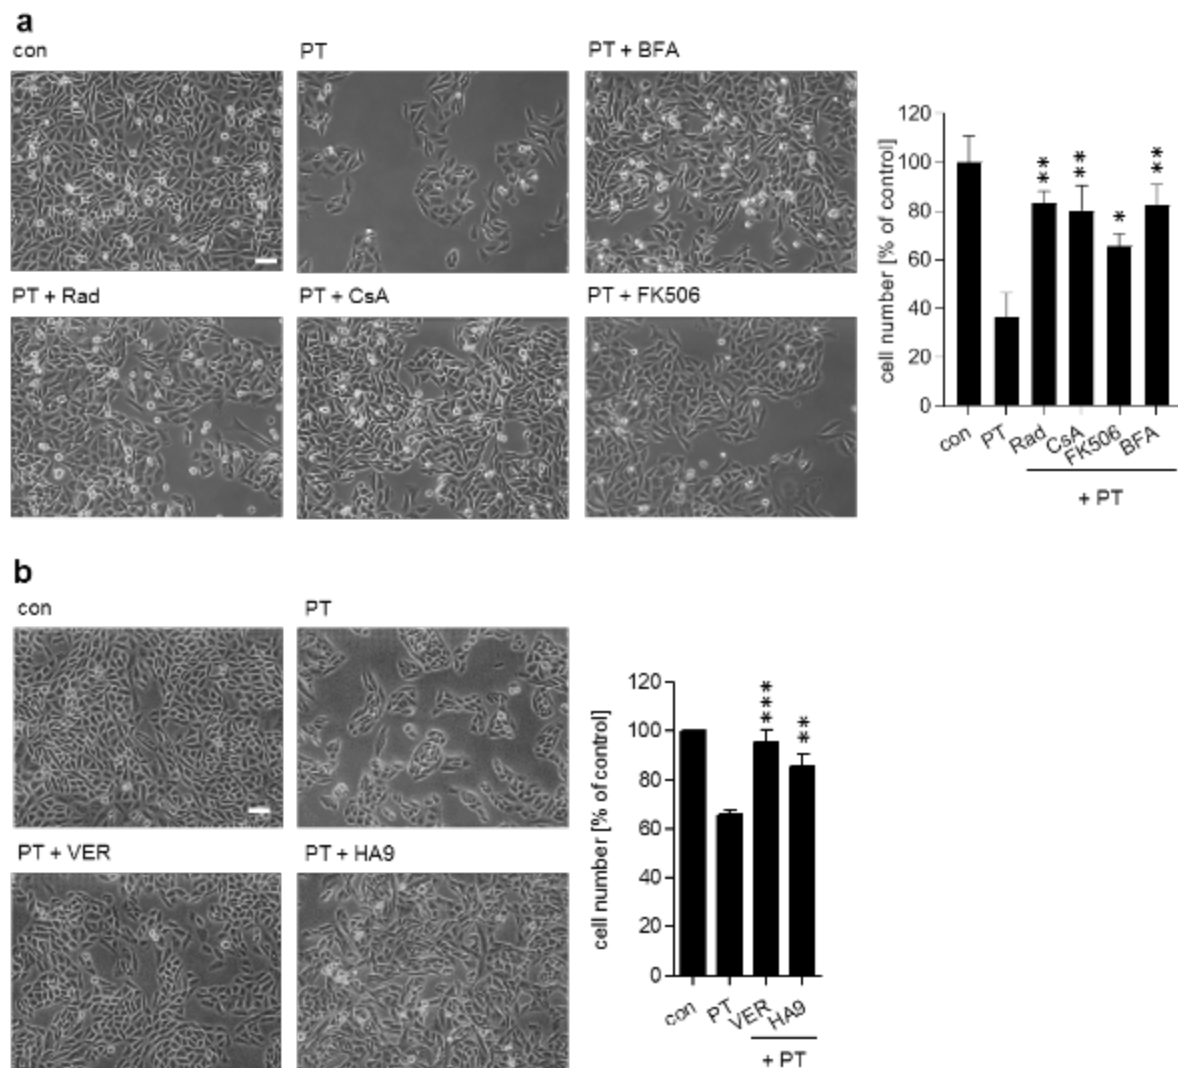 a
con
PT
PT + BFA
PT + Rad
PT + CsA
PT + FK506
cell number [% of control]
120
100
80
60
40
20
0
**
**
*
**
con
PT
Rad
CsA
FK506
BFA
+ PT
b
con
PT
PT + VER
PT + HA9
cell number [% of control]
120
100
80
60
40
20
0
***
**
con
PT
VER
HA9
+ PT